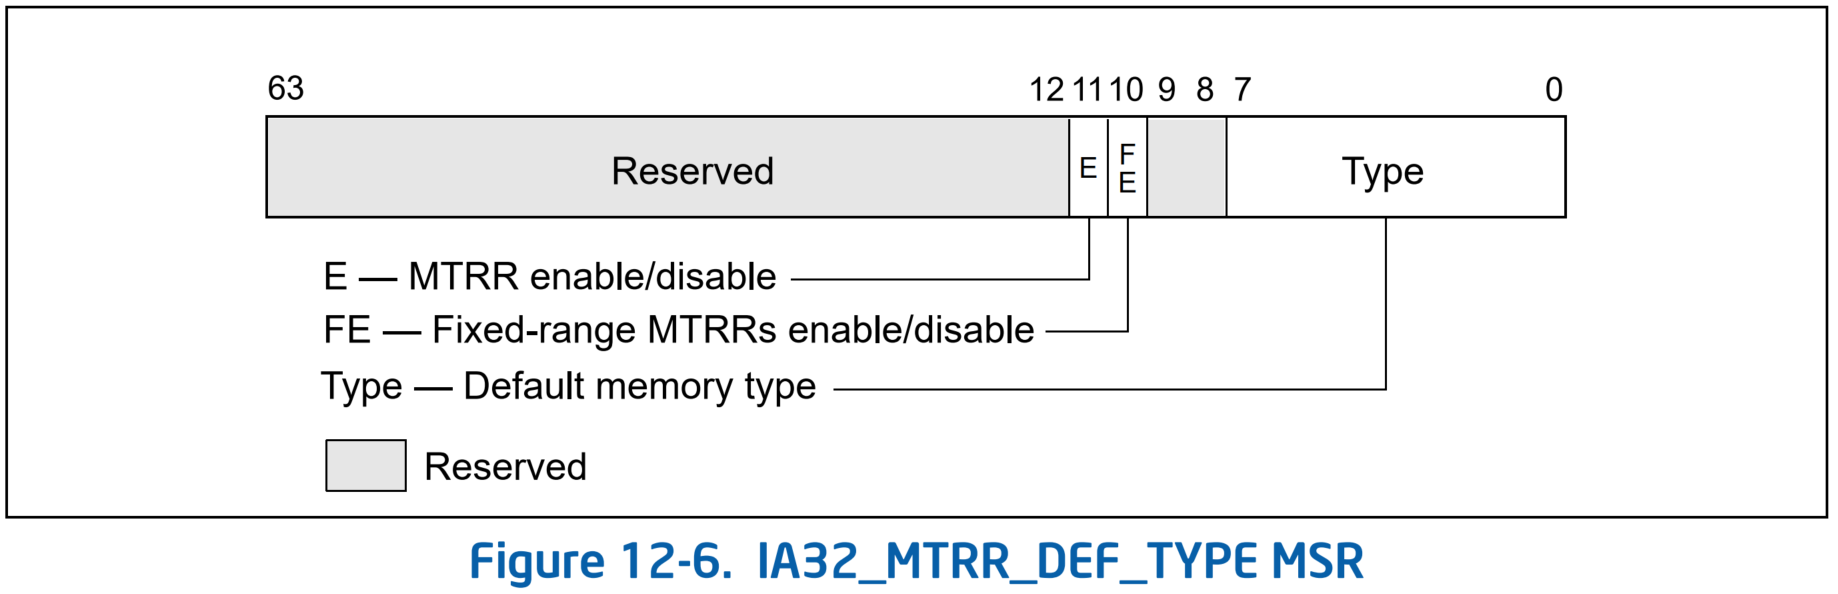 63 12 11 10 9 8 7 0
Reserved E FE Type
E — MTRR enable/disable
FE — Fixed-range MTRRs enable/disable
Type — Default memory type
Reserved
Figure 12-6. IA32_MTRR_DEF_TYPE MSR